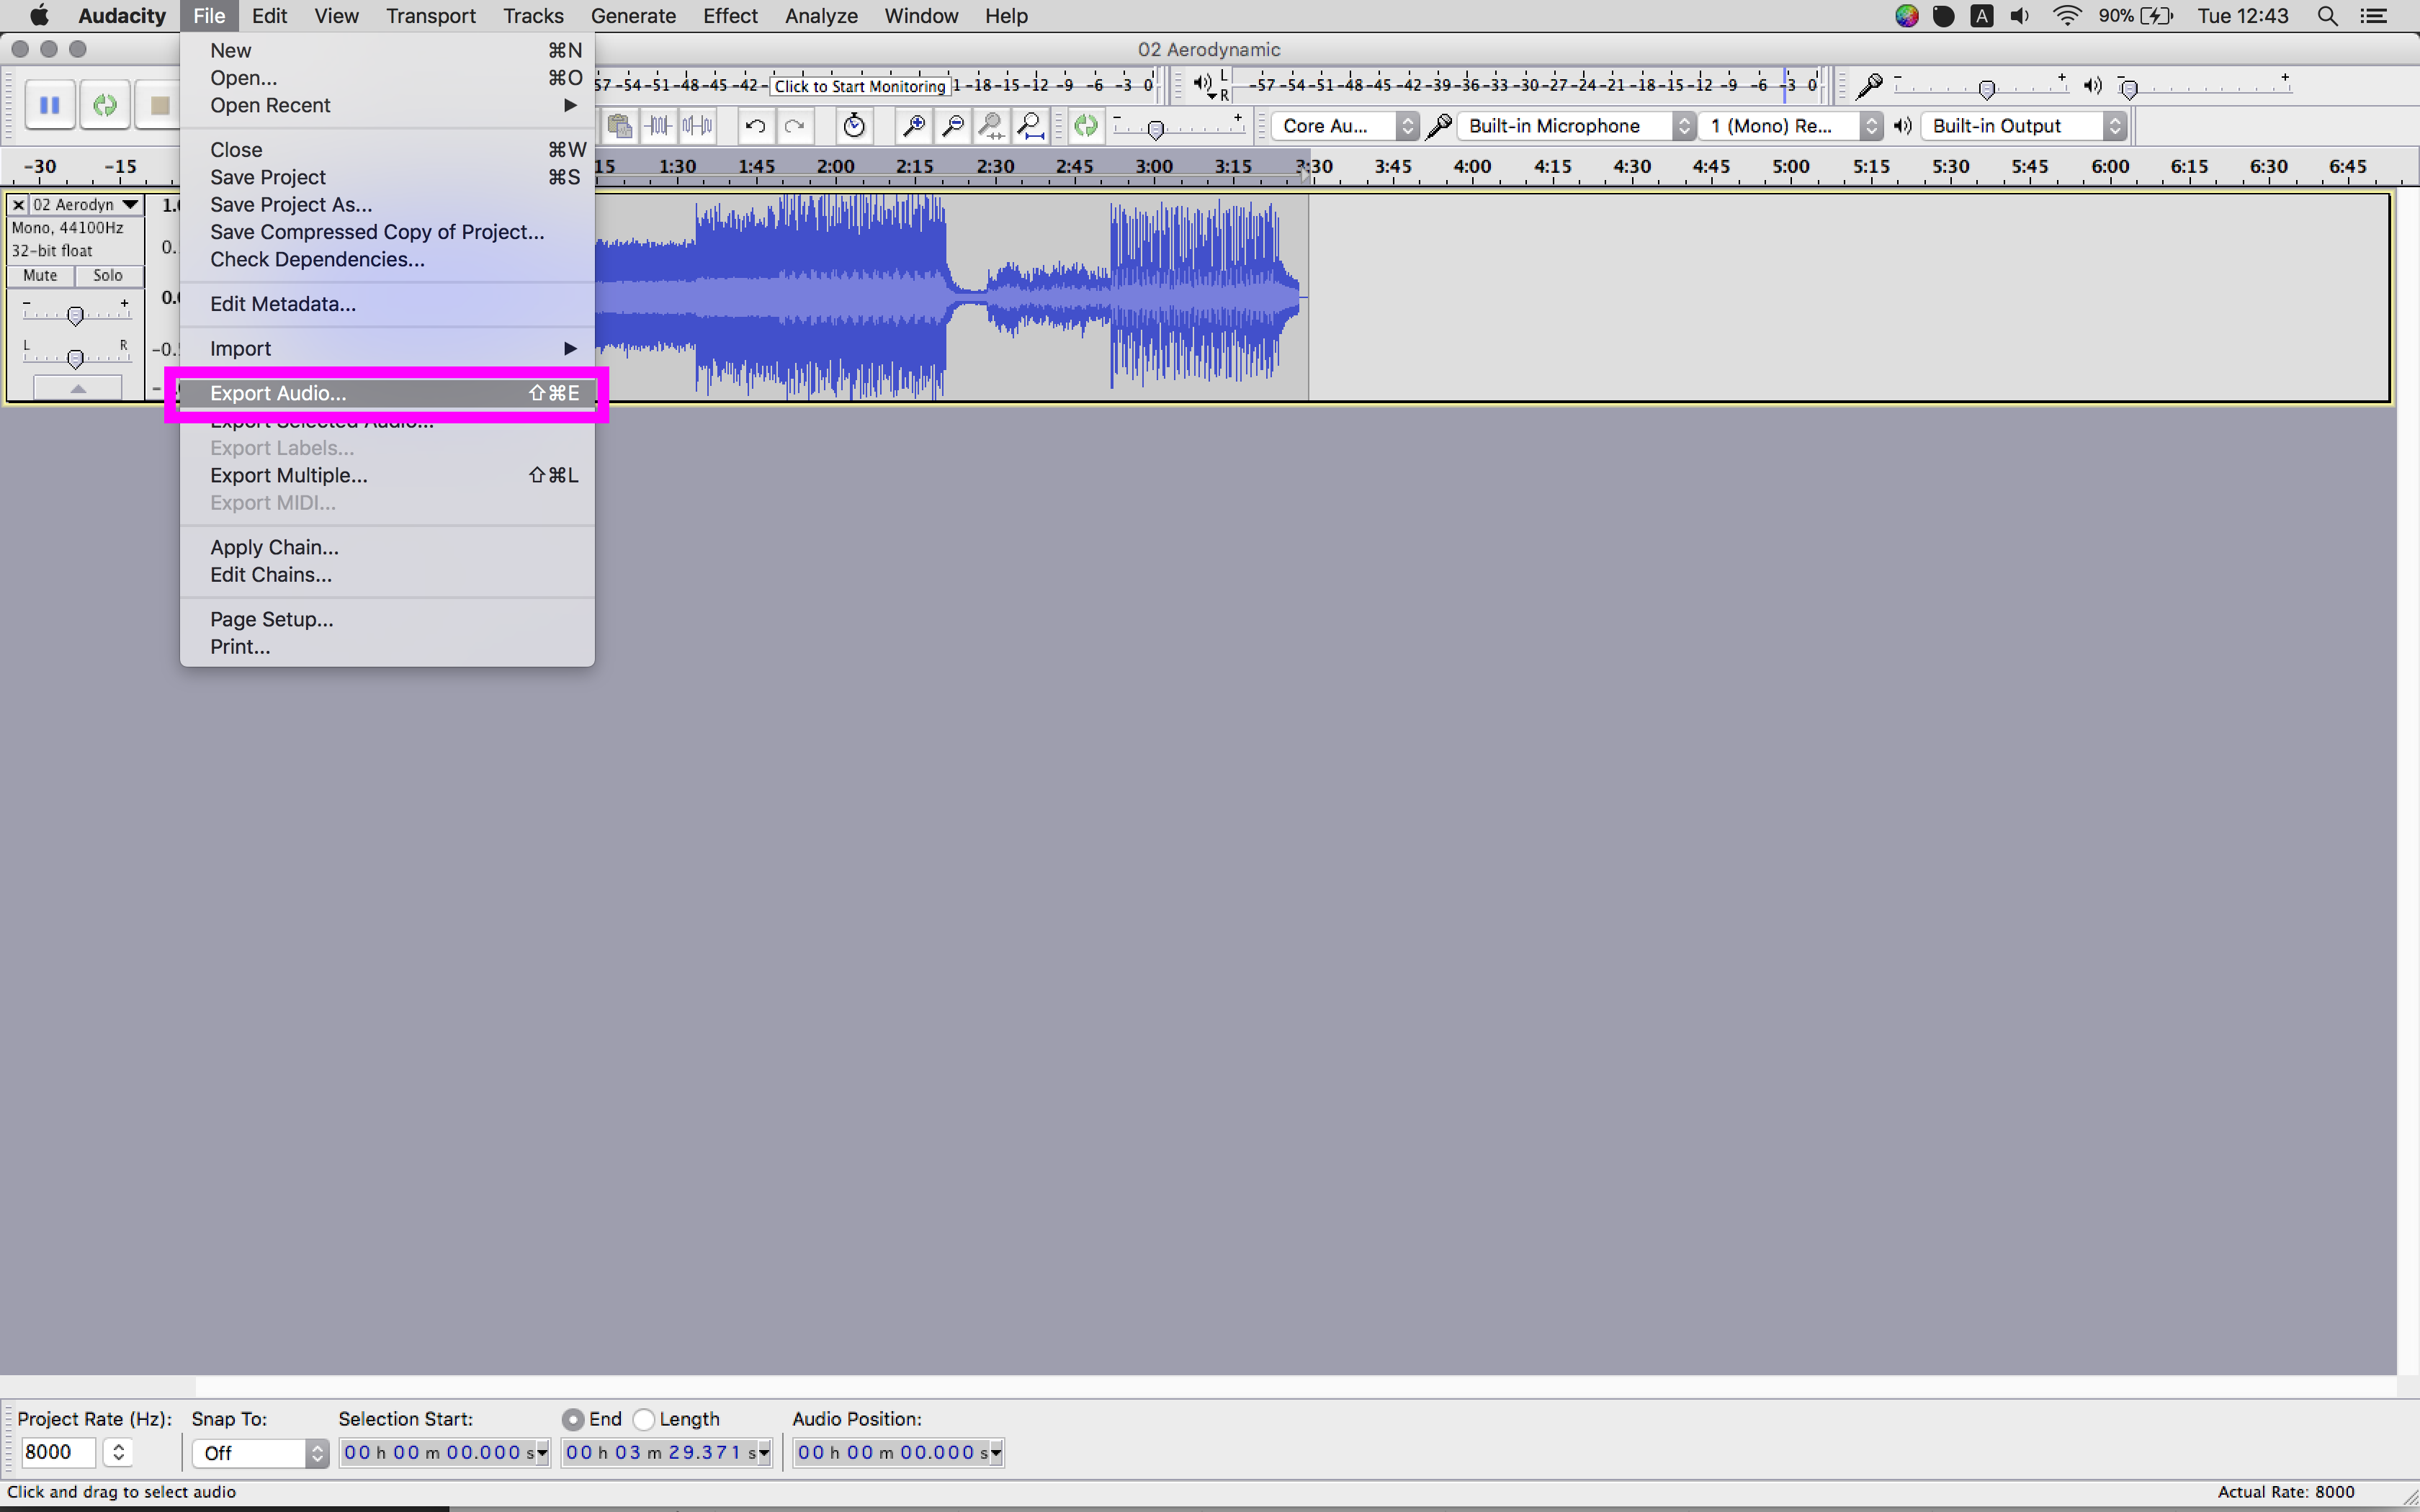 Audacity File Edit View Transport Tracks Generate Effect Analyze Window Help A 90% Tue 12:43
02 Aerodynamic
New ⌘N
Open... ⌘O
Open Recent ▶
Close ⌘W
Save Project ⌘S
Save Project As...
Save Compressed Copy of Project...
Check Dependencies...
Edit Metadata...
Import ▶
Export Audio... ⇧⌘E
Export Selected Audio...
Export Labels...
Export Multiple... ⇧⌘L
Export MIDI...
Apply Chain...
Edit Chains...
Page Setup...
Print...
57 -54 -51 -48 -45 -42 - Click to Start Monitoring 1 -18 -15 -12 -9 -6 -3 0
L
R
-57 -54 -51 -48 -45 -42 -39 -36 -33 -30 -27 -24 -21 -18 -15 -12 -9 -6 -3 0
- + - +
- + Core Au... Built-in Microphone 1 (Mono) Re... Built-in Output
-30 -15 15 1:30 1:45 2:00 2:15 2:30 2:45 3:00 3:15 3:30 3:45 4:00 4:15 4:30 4:45 5:00 5:15 5:30 5:45 6:00 6:15 6:30 6:45
x 02 Aerodyn ▼
Mono, 44100Hz
32-bit float
Mute Solo
- +
L R
1.
0.
0.
-0.
-
Project Rate (Hz): Snap To: Selection Start: End Length Audio Position:
8000 Off 00 h 00 m 00.000 s 00 h 03 m 29.371 s 00 h 00 m 00.000 s
Click and drag to select audio Actual Rate: 8000